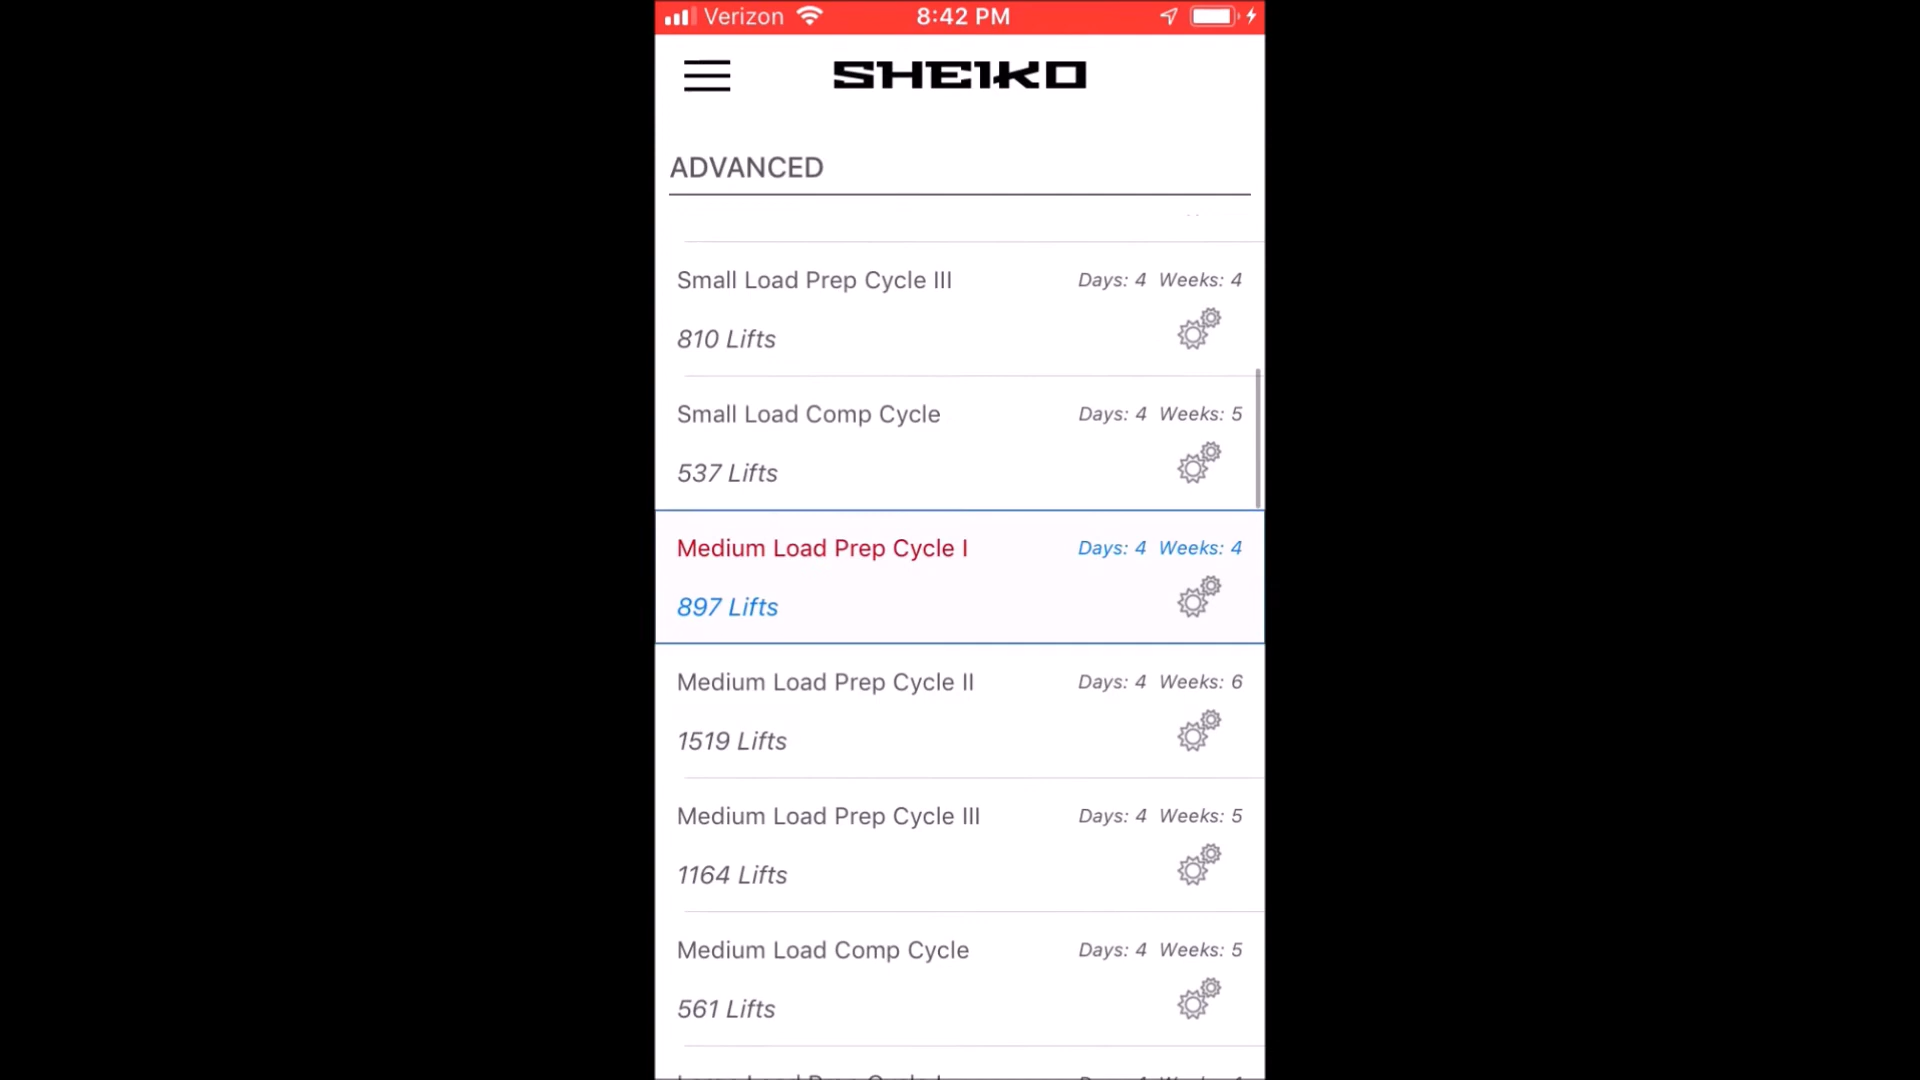 Verizon 8:42 PM
SHEIKO
ADVANCED
Small Load Prep Cycle III Days: 4 Weeks: 4
810 Lifts
Small Load Comp Cycle Days: 4 Weeks: 5
537 Lifts
Medium Load Prep Cycle I Days: 4 Weeks: 4
897 Lifts
Medium Load Prep Cycle II Days: 4 Weeks: 6
1519 Lifts
Medium Load Prep Cycle III Days: 4 Weeks: 5
1164 Lifts
Medium Load Comp Cycle Days: 4 Weeks: 5
561 Lifts